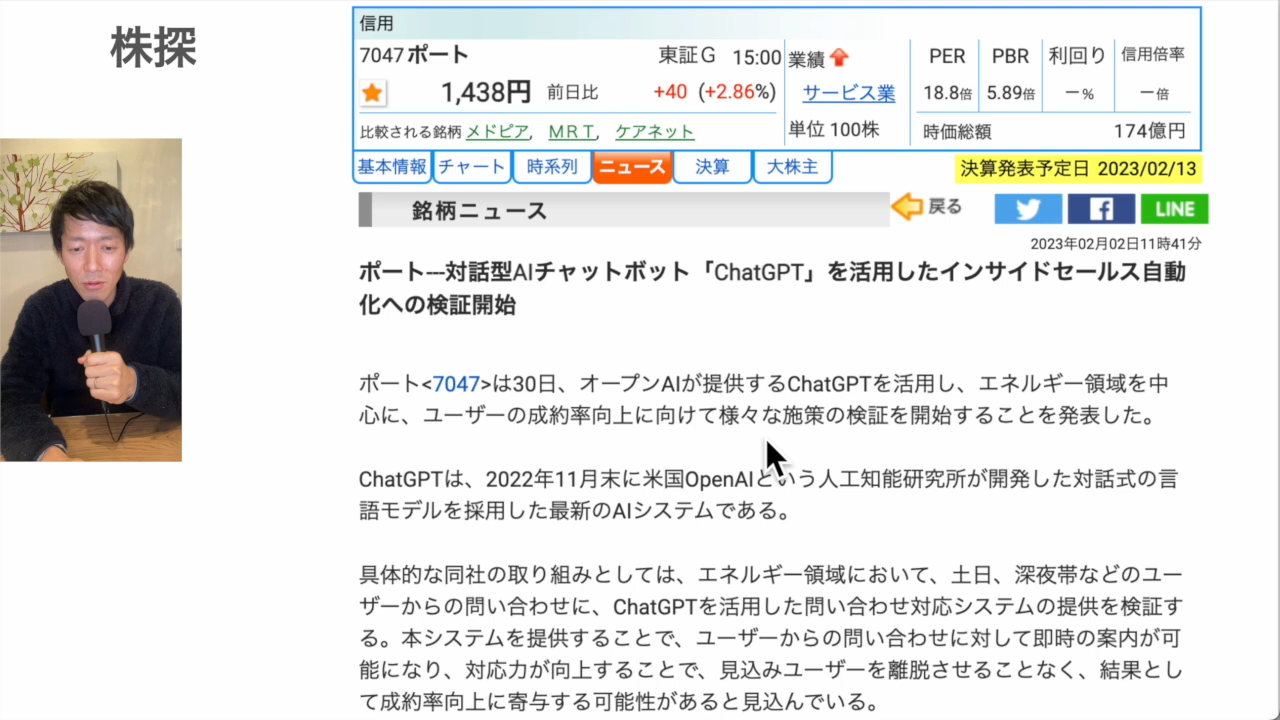 株探
信用
7047 ポート 東証G 15:00
1,438円 前日比 +40 (+2.86%)
比較される銘柄 メドピア, MRT, ケアネット
業績
サービス業
単位 100株
PER PBR 利回り 信用倍率
18.8倍 5.89倍 －% －倍
時価総額 174億円
基本情報 チャート 時系列 ニュース 決算 大株主
決算発表予定日 2023/02/13
銘柄ニュース
戻る
LINE
2023年02月02日11時41分
ポート---対話型AIチャットボット「ChatGPT」を活用したインサイドセールス自動
化への検証開始
ポート<7047>は30日、オープンAIが提供するChatGPTを活用し、エネルギー領域を中
心に、ユーザーの成約率向上に向けて様々な施策の検証を開始することを発表した。
ChatGPTは、2022年11月末に米国OpenAIという人工知能研究所が開発した対話式の言
語モデルを採用した最新のAIシステムである。
具体的な同社の取り組みとしては、エネルギー領域において、土日、深夜帯などのユー
ザーからの問い合わせに、ChatGPTを活用した問い合わせ対応システムの提供を検証す
る。本システムを提供することで、ユーザーからの問い合わせに対して即時の案内が可
能になり、対応力が向上することで、見込みユーザーを離脱させることなく、結果とし
て成約率向上に寄与する可能性があると見込んでいる。